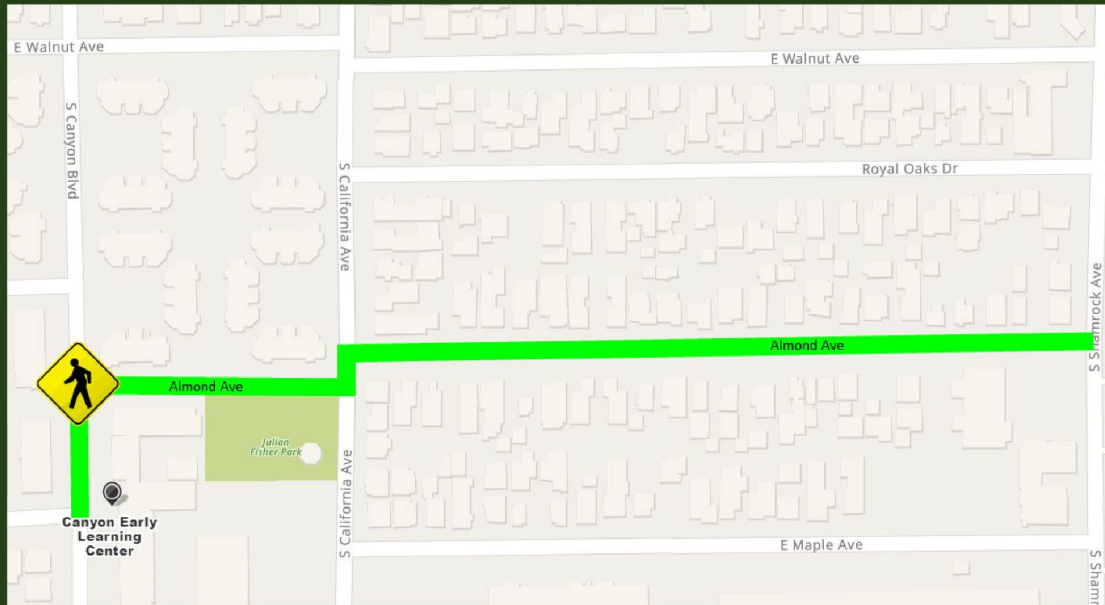 E Walnut Ave
E Walnut Ave
S Canyon Blvd
S California Ave
Royal Oaks Dr
S Shamrock Ave
Almond Ave
Almond Ave
Julian
Fisher Park
S California Ave
Canyon Early
Learning
Center
E Maple Ave
S Shamr